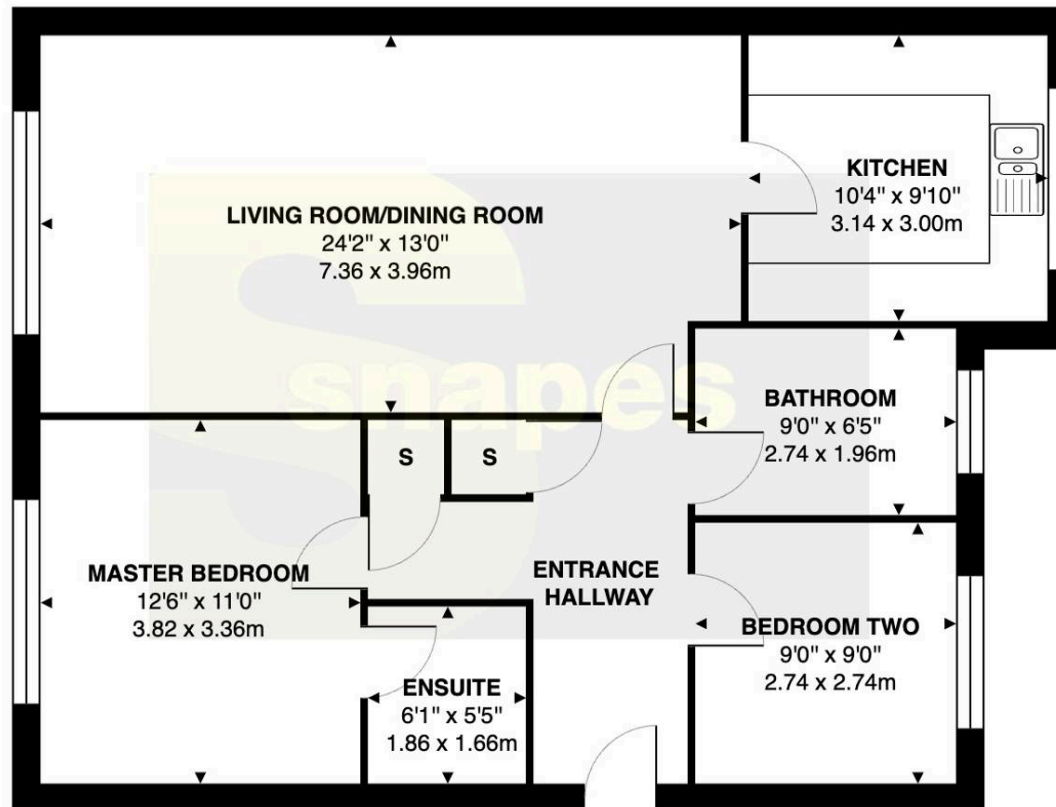 LIVING ROOM/DINING ROOM
24'2" x 13'0"
7.36 x 3.96m
KITCHEN
10'4" x 9'10"
3.14 x 3.00m
snapes
BATHROOM
9'0" x 6'5"
2.74 x 1.96m
S
S
MASTER BEDROOM
12'6" x 11'0"
3.82 x 3.36m
ENTRANCE
HALLWAY
BEDROOM TWO
9'0" x 9'0"
2.74 x 2.74m
ENSUITE
6'1" x 5'5"
1.86 x 1.66m